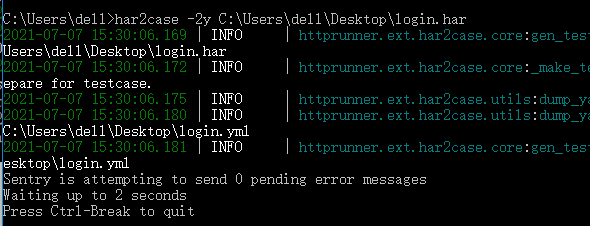 C:\Users\dell>har2case -2y C:\Users\dell\Desktop\login.har
2021-07-07 15:30:06.169 | INFO | httprunner.ext.har2case.core:gen_test
Users\dell\Desktop\login.har
2021-07-07 15:30:06.172 | INFO | httprunner.ext.har2case.core:_make_te
epare for testcase.
2021-07-07 15:30:06.175 | INFO | httprunner.ext.har2case.utils:dump_ya
2021-07-07 15:30:06.180 | INFO | httprunner.ext.har2case.utils:dump_ya
C:\Users\dell\Desktop\login.yml
2021-07-07 15:30:06.181 | INFO | httprunner.ext.har2case.core:gen_test
esktop\login.yml
Sentry is attempting to send 0 pending error messages
Waiting up to 2 seconds
Press Ctrl-Break to quit